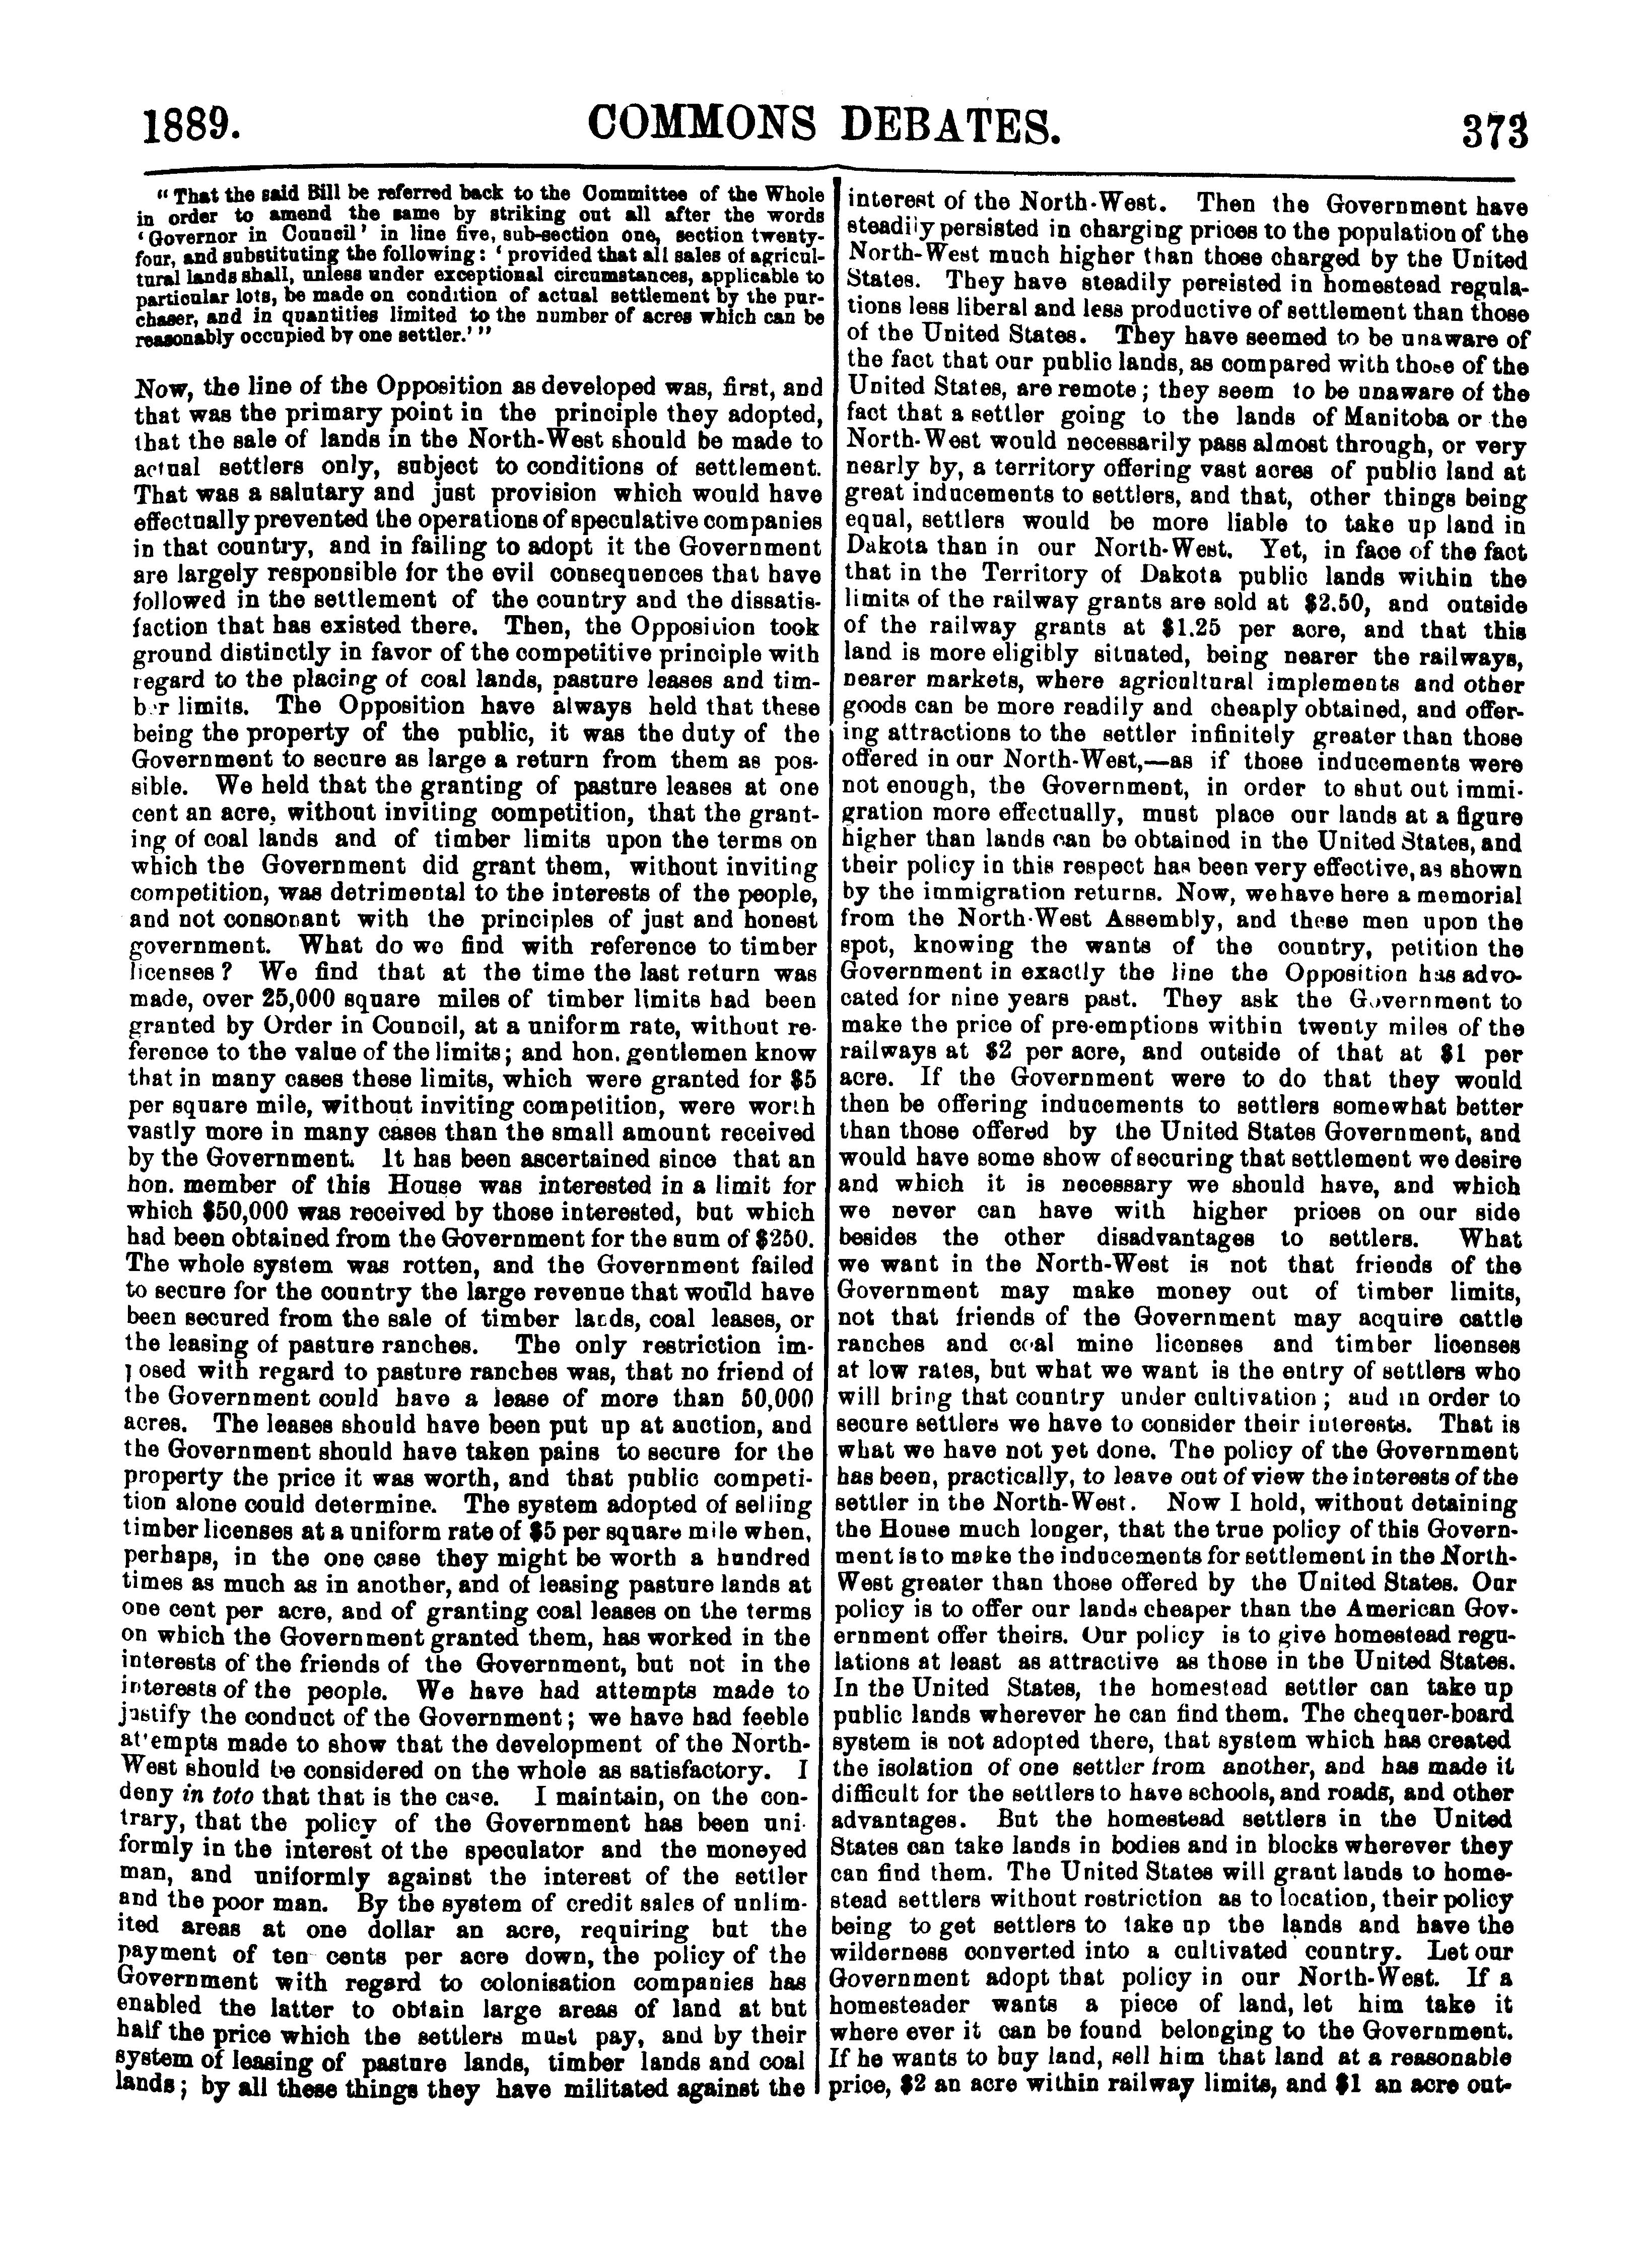 1889.
COMMONS DEBATES.
373
“ That the said Bill be referred back to the Committee of the Whole
in order to amend the same by striking out all after the words
‘ Governor in Council’ in line five, sub-section one, section twenty-
four, and substituting the following: ‘ provided that all sales of agricul-
tural lands shall, unless under exceptional circumstances, applicable to
particular lots, be made on condition of actual settlement by the pur-
chaser, and in quantities limited to the number of acres which can be
reasonably occupied by one settler.’ ”
Now, the line of the Opposition as developed was, first, and
that was the primary point in the principle they adopted,
that the sale of lands in the North-West should be made to
actual settlers only, subject to conditions of settlement.
That was a salutary and just provision which would have
effectually prevented the operations of speculative companies
in that country, and in failing to adopt it the Government
are largely responsible for the evil consequences that have
followed in the settlement of the country and the dissatis-
faction that has existed there. Then, the Opposition took
ground distinctly in favor of the competitive principle with
regard to the placing of coal lands, pasture leases and tim-
ber limits. The Opposition have always held that these
being the property of the public, it was the duty of the
Government to secure as large a return from them as pos-
sible. We held that the granting of pasture leases at one
cent an acre, without inviting competition, that the grant-
ing of coal lands and of timber limits upon the terms on
which the Government did grant them, without inviting
competition, was detrimental to the interests of the people,
and not consonant with the principles of just and honest
government. What do we find with reference to timber
licenses? We find that at the time the last return was
made, over 25,000 square miles of timber limits had been
granted by Order in Council, at a uniform rate, without re-
ference to the value of the limits; and hon. gentlemen know
that in many cases these limits, which were granted for $5
per square mile, without inviting competition, were worth
vastly more in many cases than the small amount received
by the Government. It has been ascertained since that an
hon. member of this House was interested in a limit for
which $50,000 was received by those interested, but which
had been obtained from the Government for the sum of $250.
The whole system was rotten, and the Government failed
to secure for the country the large revenue that would have
been secured from the sale of timber lands, coal leases, or
the leasing of pasture ranches. The only restriction im-
posed with regard to pasture ranches was, that no friend of
the Government could have a lease of more than 50,000
acres. The leases should have been put up at auction, and
the Government should have taken pains to secure for the
property the price it was worth, and that public competi-
tion alone could determine. The system adopted of selling
timber licenses at a uniform rate of $5 per square mile when,
perhaps, in the one case they might be worth a hundred
times as much as in another, and of leasing pasture lands at
one cent per acre, and of granting coal leases on the terms
on which the Government granted them, has worked in the
interests of the friends of the Government, but not in the
interests of the people. We have had attempts made to
justify the conduct of the Government; we have had feeble
attempts made to show that the development of the North-
West should be considered on the whole as satisfactory. I
deny in toto that that is the case. I maintain, on the con-
trary, that the policy of the Government has been uni-
formly in the interest of the speculator and the moneyed
man, and uniformly against the interest of the settler
and the poor man. By the system of credit sales of unlim-
ited areas at one dollar an acre, requiring but the
payment of ten cents per acre down, the policy of the
Government with regard to colonisation companies has
enabled the latter to obtain large areas of land at but
half the price which the settlers must pay, and by their
system of leasing of pasture lands, timber lands and coal
lands; by all these things they have militated against the
interest of the North-West. Then the Government have
steadily persisted in charging prices to the population of the
North-West much higher than those charged by the United
States. They have steadily persisted in homestead regula-
tions less liberal and less productive of settlement than those
of the United States. They have seemed to be unaware of
the fact that our public lands, as compared with those of the
United States, are remote; they seem to be unaware of the
fact that a settler going to the lands of Manitoba or the
North-West would necessarily pass almost through, or very
nearly by, a territory offering vast acres of public land at
great inducements to settlers, and that, other things being
equal, settlers would be more liable to take up land in
Dakota than in our North-West. Yet, in face of the fact
that in the Territory of Dakota public lands within the
limits of the railway grants are sold at $2.50, and outside
of the railway grants at $1.25 per acre, and that this
land is more eligibly situated, being nearer the railways,
nearer markets, where agricultural implements and other
goods can be more readily and cheaply obtained, and offer-
ing attractions to the settler infinitely greater than those
offered in our North-West,—as if those inducements were
not enough, the Government, in order to shut out immi-
gration more effectually, must place our lands at a figure
higher than lands can be obtained in the United States, and
their policy in this respect has been very effective, as shown
by the immigration returns. Now, we have here a memorial
from the North-West Assembly, and these men upon the
spot, knowing the wants of the country, petition the
Government in exactly the line the Opposition has advo-
cated for nine years past. They ask the Government to
make the price of pre-emptions within twenty miles of the
railways at $2 per acre, and outside of that at $1 per
acre. If the Government were to do that they would
then be offering inducements to settlers somewhat better
than those offered by the United States Government, and
would have some show of securing that settlement we desire
and which it is necessary we should have, and which
we never can have with higher prices on our side
besides the other disadvantages to settlers. What
we want in the North-West is not that friends of the
Government may make money out of timber limits,
not that friends of the Government may acquire cattle
ranches and coal mine licenses and timber licenses
at low rates, but what we want is the entry of settlers who
will bring that country under cultivation; and in order to
secure settlers we have to consider their interests. That is
what we have not yet done. The policy of the Government
has been, practically, to leave out of view the interests of the
settler in the North-West. Now I hold, without detaining
the House much longer, that the true policy of this Govern-
ment is to make the inducements for settlement in the North-
West greater than those offered by the United States. Our
policy is to offer our lands cheaper than the American Gov-
ernment offer theirs. Our policy is to give homestead regu-
lations at least as attractive as those in the United States.
In the United States, the homestead settler can take up
public lands wherever he can find them. The chequer-board
system is not adopted there, that system which has created
the isolation of one settler from another, and has made it
difficult for the settlers to have schools, and roads, and other
advantages. But the homestead settlers in the United
States can take lands in bodies and in blocks wherever they
can find them. The United States will grant lands to home-
stead settlers without restriction as to location, their policy
being to get settlers to take up the lands and have the
wilderness converted into a cultivated country. Let our
Government adopt that policy in our North-West. If a
homesteader wants a piece of land, let him take it
where ever it can be found belonging to the Government.
If he wants to buy land, sell him that land at a reasonable
price, $2 an acre within railway limits, and $1 an acre out-